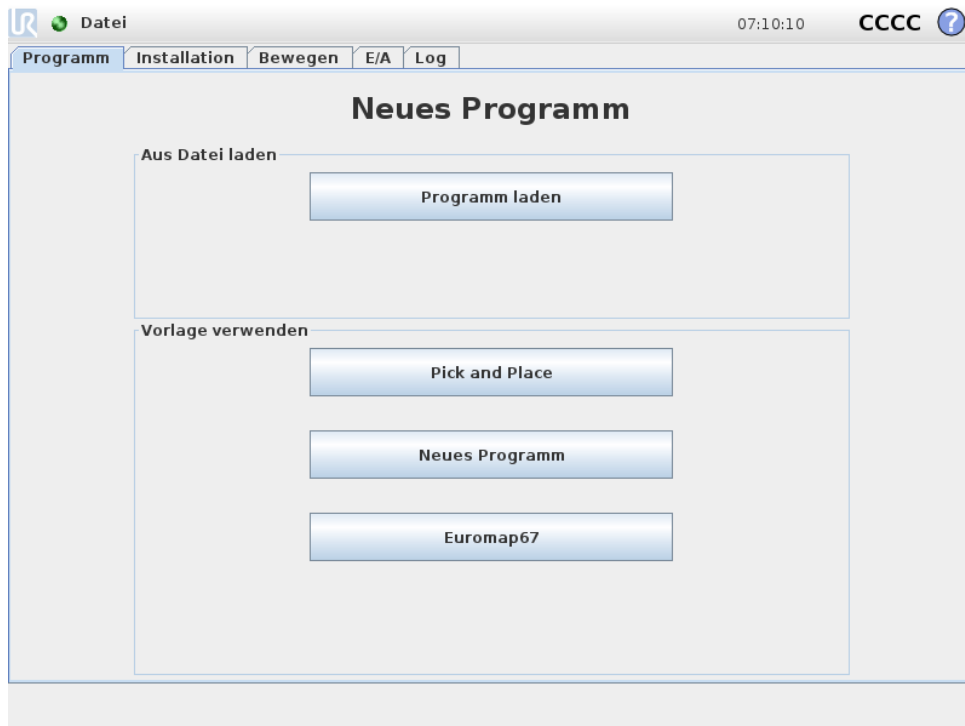 UR Datei 07:10:10 CCCC ?
Programm Installation Bewegen E/A Log
Neues Programm
Aus Datei laden
Programm laden
Vorlage verwenden
Pick and Place
Neues Programm
Euromap67